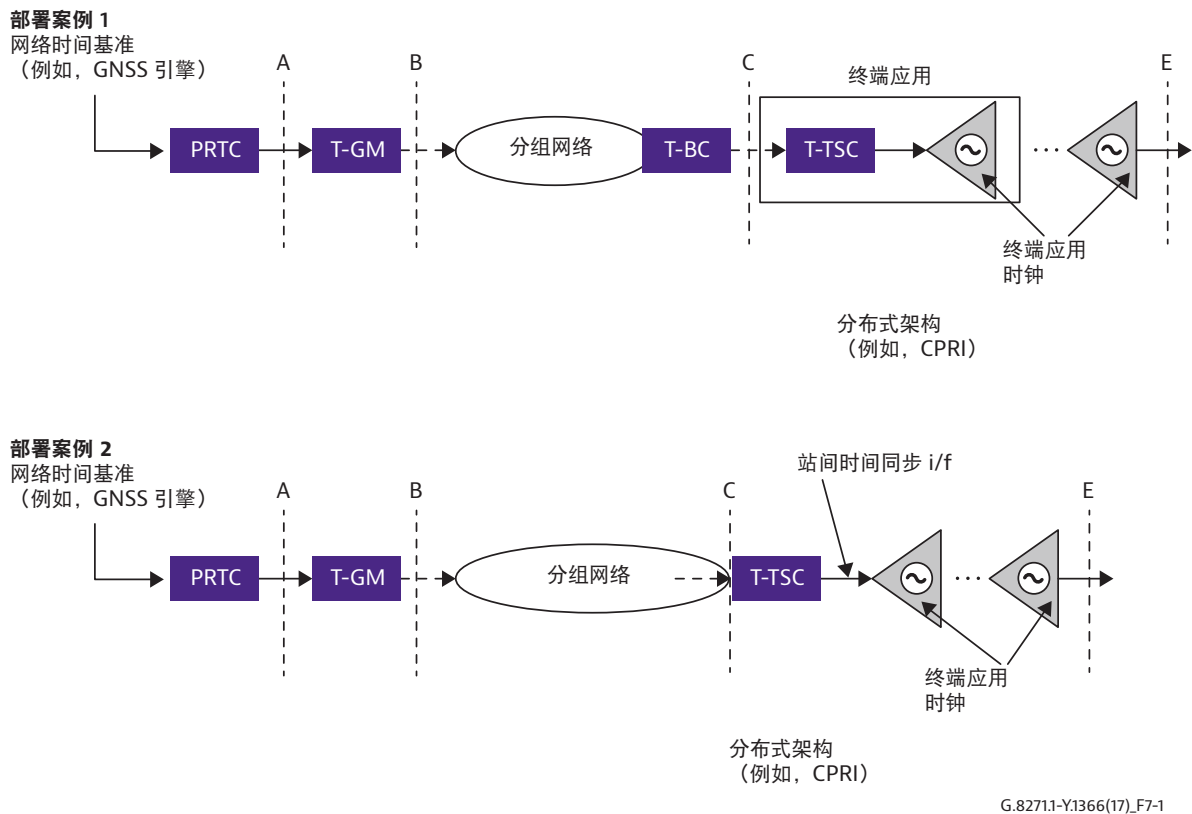 部署案例 1
网络时间基准
（例如，GNSS 引擎）
A
B
C
E
终端应用
PRTC
T-GM
分组网络
T-BC
T-TSC
···
终端应用
时钟
分布式架构
（例如，CPRI）
部署案例 2
网络时间基准
（例如，GNSS 引擎）
站间时间同步 i/f
A
B
C
E
PRTC
T-GM
分组网络
T-TSC
···
终端应用
时钟
分布式架构
（例如，CPRI）
G.8271.1-Y.1366(17)_F7-1